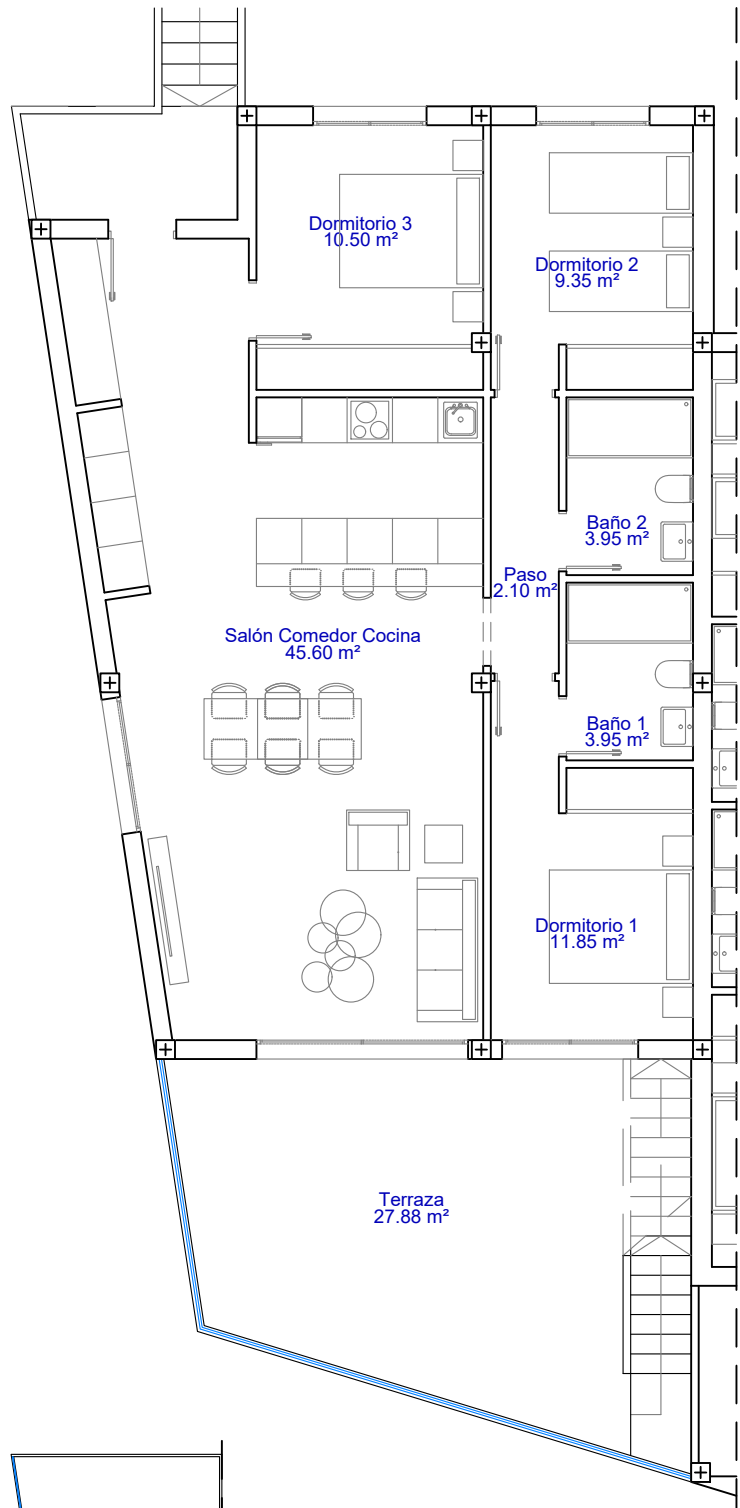 Dormitorio 3
10.50 m²
Dormitorio 2
9.35 m²
Baño 2
3.95 m²
Paso
2.10 m²
Salón Comedor Cocina
45.60 m²
Baño 1
3.95 m²
Dormitorio 1
11.85 m²
Terraza
27.88 m²